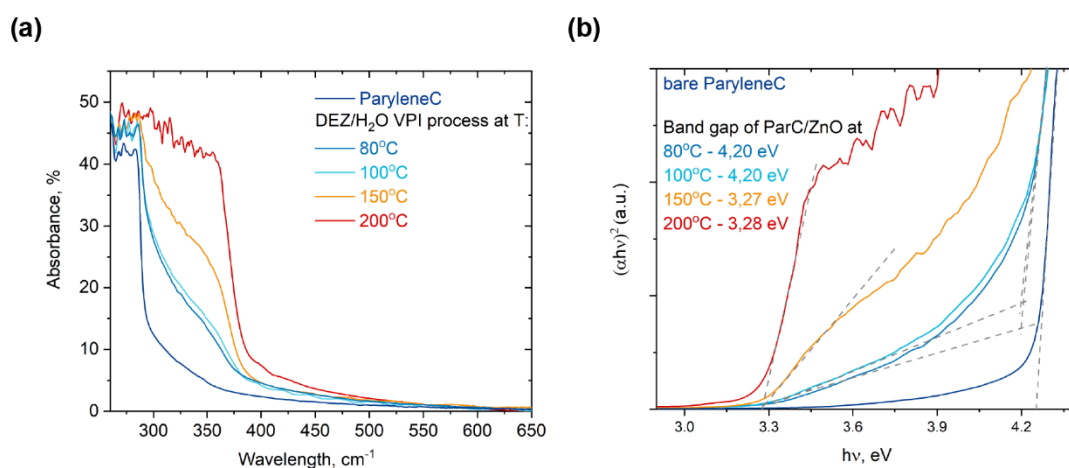 (a)
50
40
30
20
10
0
Absorbance, %
300
350
400
450
500
550
600
650
Wavelength, cm⁻¹
ParyleneC
DEZ/H₂O VPI process at T:
80°C
100°C
150°C
200°C
(b)
(αhν)² (a.u.)
3.0
3.3
3.6
3.9
4.2
hν, eV
bare ParyleneC
Band gap of ParC/ZnO at
80°C - 4,20 eV
100°C - 4,20 eV
150°C - 3,27 eV
200°C - 3,28 eV